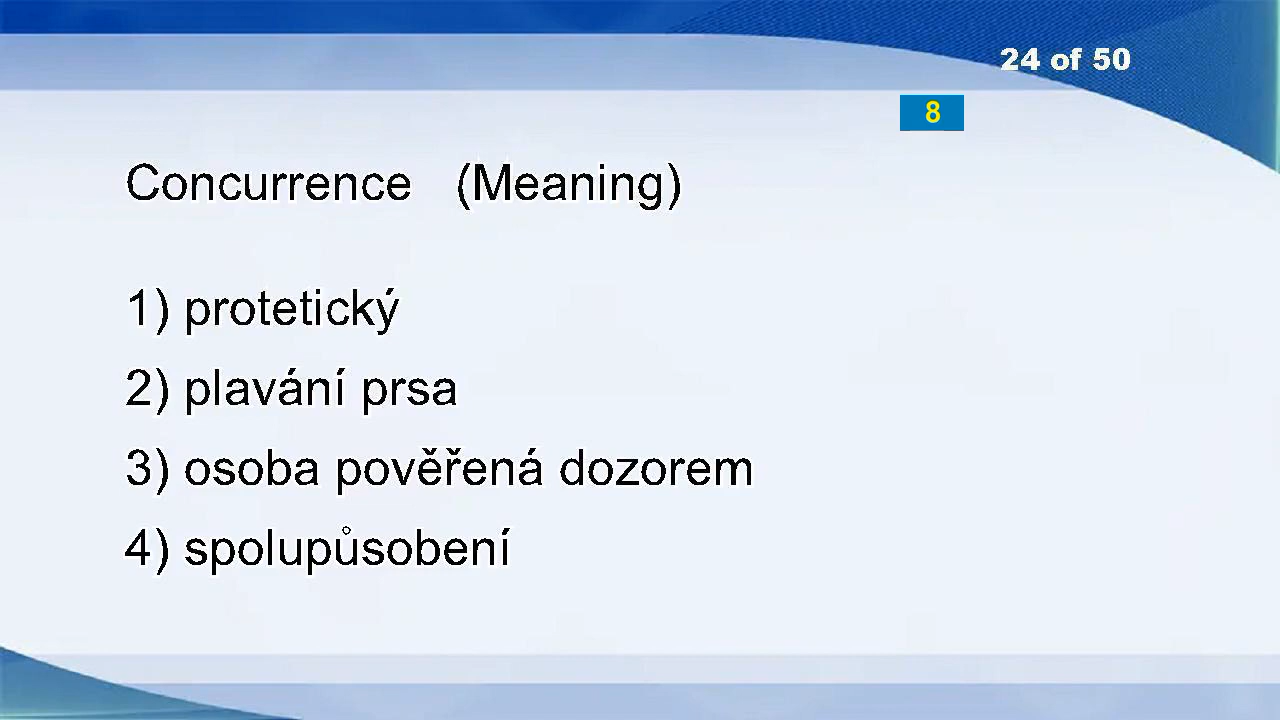 24 of 50
8
Concurrence (Meaning)
1) protetický
2) plavání prsa
3) osoba pověřená dozorem
4) spolupůsobení